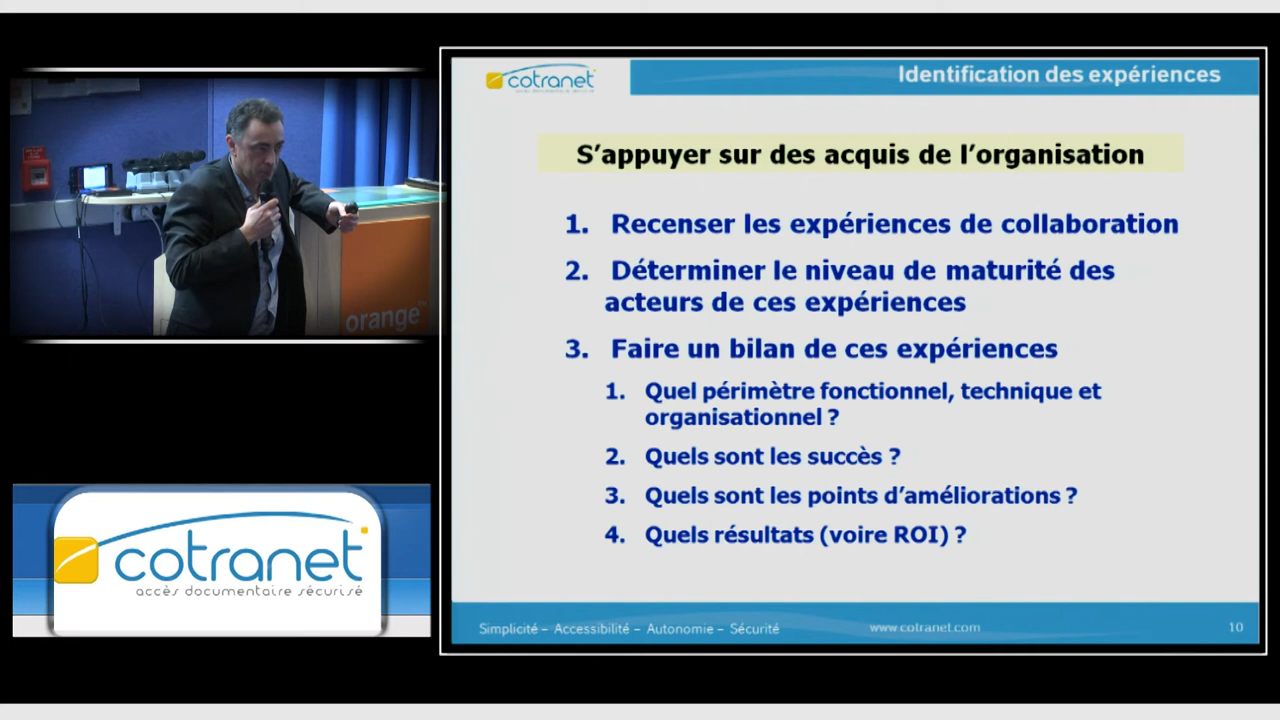 cotranet
Identification des expériences
S'appuyer sur des acquis de l'organisation
1. Recenser les expériences de collaboration
2. Déterminer le niveau de maturité des
acteurs de ces expériences
3. Faire un bilan de ces expériences
1. Quel périmètre fonctionnel, technique et
organisationnel ?
2. Quels sont les succès ?
3. Quels sont les points d'améliorations ?
4. Quels résultats (voire ROI) ?
Simplicité – Accessibilité – Autonomie – Sécurité
www.cotranet.com
10
orange™
cotranet
accès documentaire sécurisé